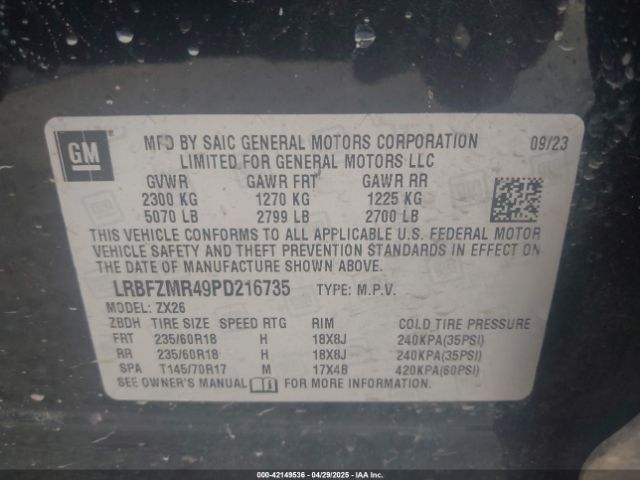 GM
MFD BY SAIC GENERAL MOTORS CORPORATION
LIMITED FOR GENERAL MOTORS LLC
09/23
GVWR GAWR FRT GAWR RR
2300 KG 1270 KG 1225 KG
5070 LB 2799 LB 2700 LB
THIS VEHICLE CONFORMS TO ALL APPLICABLE U.S. FEDERAL MOTOR
VEHICLE SAFETY AND THEFT PREVENTION STANDARDS IN EFFECT ON
THE DATE OF MANUFACTURE SHOWN ABOVE.
LRBFZMR49PD216735 TYPE: M.P.V.
MODEL: ZX26
ZBDH TIRE SIZE SPEED RTG RIM COLD TIRE PRESSURE
FRT 235/60R18 H 18X8J 240KPA(35PSI)
RR 235/60R18 H 18X8J 240KPA(35PSI)
SPA T145/70R17 M 17X4B 420KPA(60PSI)
SEE OWNER'S MANUAL FOR MORE INFORMATION.
000-42149536 - 04/29/2025 - IAAI.COM